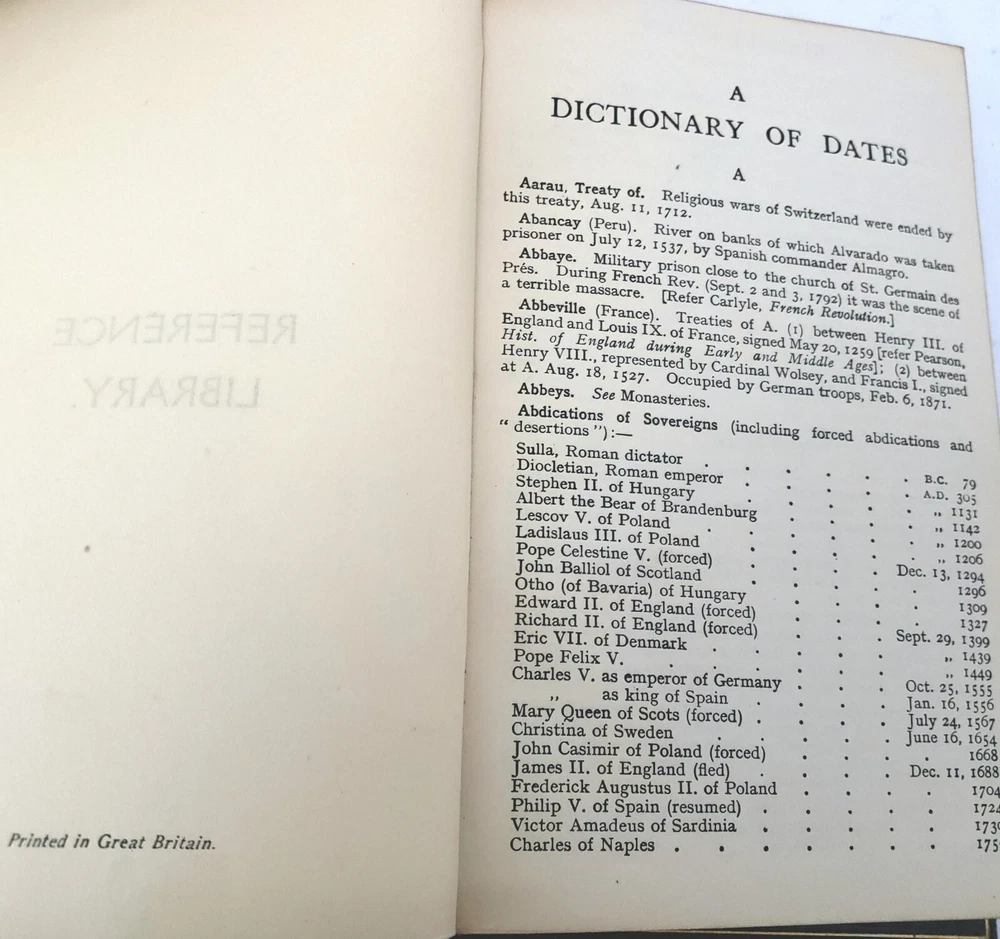 REFERENCE
LIBRARY.
Printed in Great Britain.
A
DICTIONARY OF DATES
A
Aarau, Treaty of. Religious wars of Switzerland were ended by
this treaty, Aug. 11, 1712.
Abancay (Peru). River on banks of which Alvarado was taken
prisoner on July 12, 1537, by Spanish commander Almagro.
Abbaye. Military prison close to the church of St. Germain des
Prés. During French Rev. (Sept. 2 and 3, 1792) it was the scene of
a terrible massacre. [Refer Carlyle, French Revolution.]
Abbeville (France). Treaties of A. (1) between Henry III. of
England and Louis IX. of France, signed May 20, 1259 [refer Pearson,
Hist. of England during Early and Middle Ages]; (2) between
Henry VIII., represented by Cardinal Wolsey, and Francis I., signed
at A. Aug. 18, 1527. Occupied by German troops, Feb. 6, 1871.
Abbeys. See Monasteries.
Abdications of Sovereigns (including forced abdications and
“ desertions ”):—
Sulla, Roman dictator . . . . . . B.C. 79
Diocletian, Roman emperor . . . . . A.D. 305
Stephen II. of Hungary . . . . . ,, 1131
Albert the Bear of Brandenburg . . . . ,, 1142
Lescov V. of Poland . . . . . ,, 1200
Ladislaus III. of Poland . . . . . ,, 1206
Pope Celestine V. (forced) . . . . Dec. 13, 1294
John Balliol of Scotland . . . . . 1296
Otho (of Bavaria) of Hungary . . . . 1309
Edward II. of England (forced) . . . . 1327
Richard II. of England (forced) . . . Sept. 29, 1399
Eric VII. of Denmark . . . . . ,, 1439
Pope Felix V. . . . . . ,, 1449
Charles V. as emperor of Germany . . . Oct. 25, 1555
,, as king of Spain . . . . Jan. 16, 1556
Mary Queen of Scots (forced) . . . . July 24, 1567
Christina of Sweden . . . . June 16, 1654
John Casimir of Poland (forced) . . . . 1668
James II. of England (fled) . . . . Dec. 11, 1688
Frederick Augustus II. of Poland . . . . 1704
Philip V. of Spain (resumed) . . . . . 1724
Victor Amadeus of Sardinia . . . . .
Charles of Naples . . . . . . .